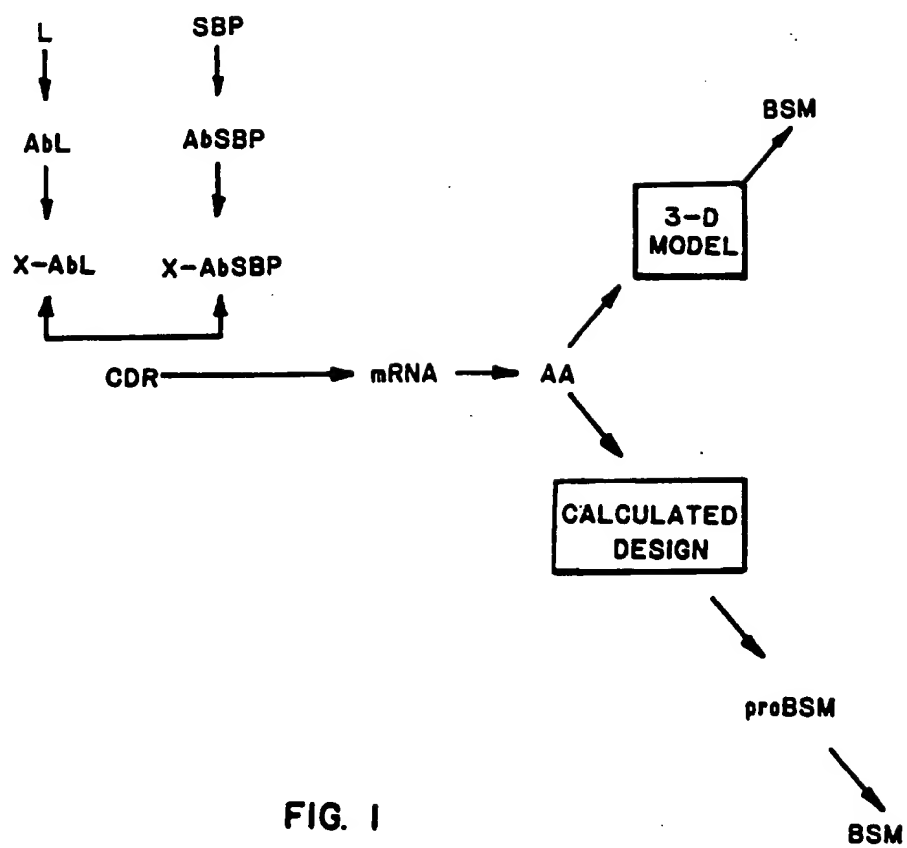 L SBP
AbL AbSBP
X-AbL X-AbSBP
CDR mRNA AA
BSM
3-D
MODEL
CALCULATED
DESIGN
proBSM
BSM
FIG. 1